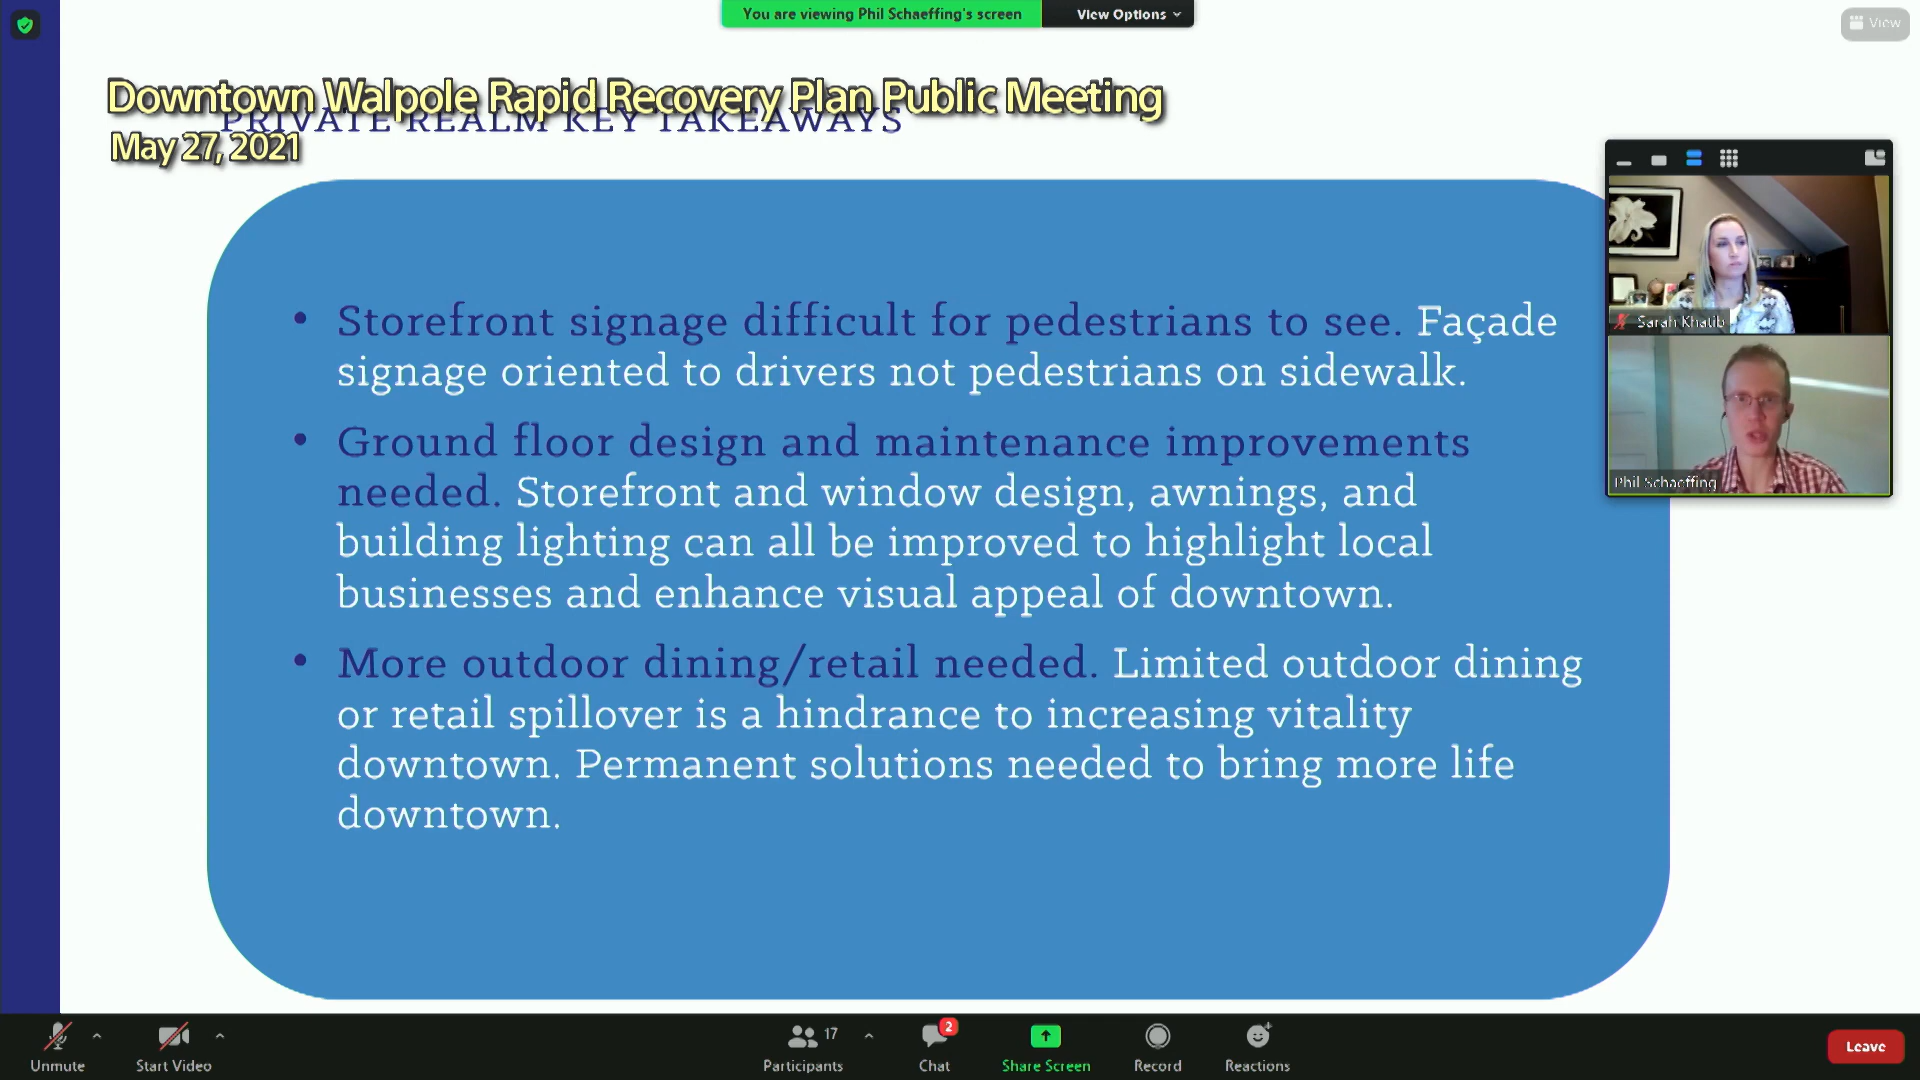 You are viewing Phil Schaeffing's screen
View Options
View
Downtown Walpole Rapid Recovery Plan Public Meeting
PRIVATE REALM KEY TAKEAWAYS
May 27, 2021
• Storefront signage difficult for pedestrians to see. Façade
signage oriented to drivers not pedestrians on sidewalk.
• Ground floor design and maintenance improvements
needed. Storefront and window design, awnings, and
building lighting can all be improved to highlight local
businesses and enhance visual appeal of downtown.
• More outdoor dining/retail needed. Limited outdoor dining
or retail spillover is a hindrance to increasing vitality
downtown. Permanent solutions needed to bring more life
downtown.
Sarah Khatib
Phil Schaeffing
Unmute
Start Video
17
Participants
2
Chat
Share Screen
Record
Reactions
Leave